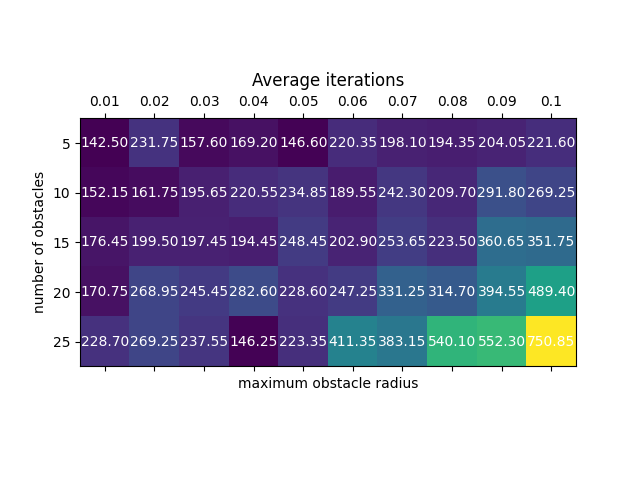 Average iterations
0.01 0.02 0.03 0.04 0.05 0.06 0.07 0.08 0.09 0.1
5 142.50 231.75 157.60 169.20 146.60 220.35 198.10 194.35 204.05 221.60
10 152.15 161.75 195.65 220.55 234.85 189.55 242.30 209.70 291.80 269.25
15 176.45 199.50 197.45 194.45 248.45 202.90 253.65 223.50 360.65 351.75
20 170.75 268.95 245.45 282.60 228.60 247.25 331.25 314.70 394.55 489.40
25 228.70 269.25 237.55 146.25 223.35 411.35 383.15 540.10 552.30 750.85
number of obstacles
maximum obstacle radius